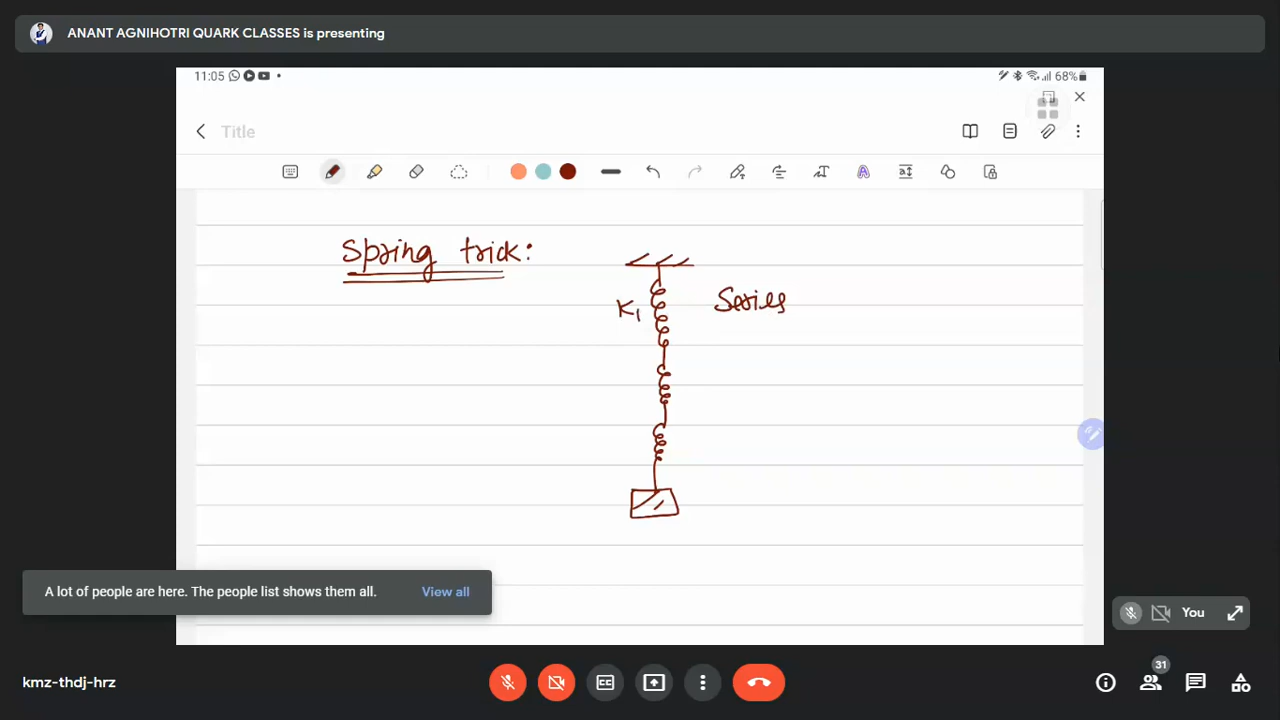 ANANT AGNIHOTRI QUARK CLASSES is presenting
11:05
68%
Title
Spring trick:
K1
Series
A lot of people are here. The people list shows them all. View all
You
kmz-thdj-hrz
CC
31